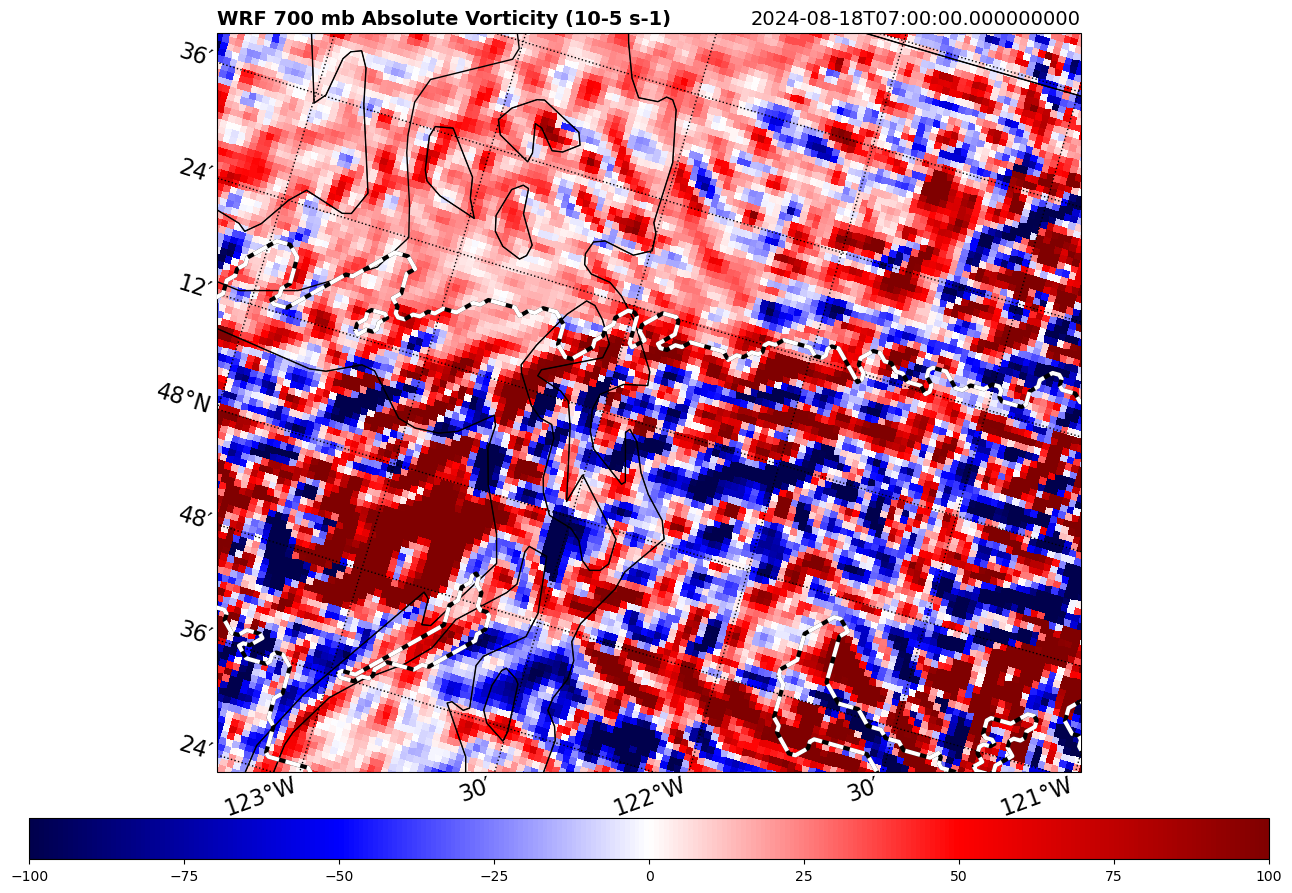 WRF 700 mb Absolute Vorticity (10-5 s-1) 2024-08-18T07:00:00.000000000
36′
24′
12′
48°N
48′
36′
24′
123°W 30′ 122°W 30′ 121°W
−100 −75 −50 −25 0 25 50 75 100